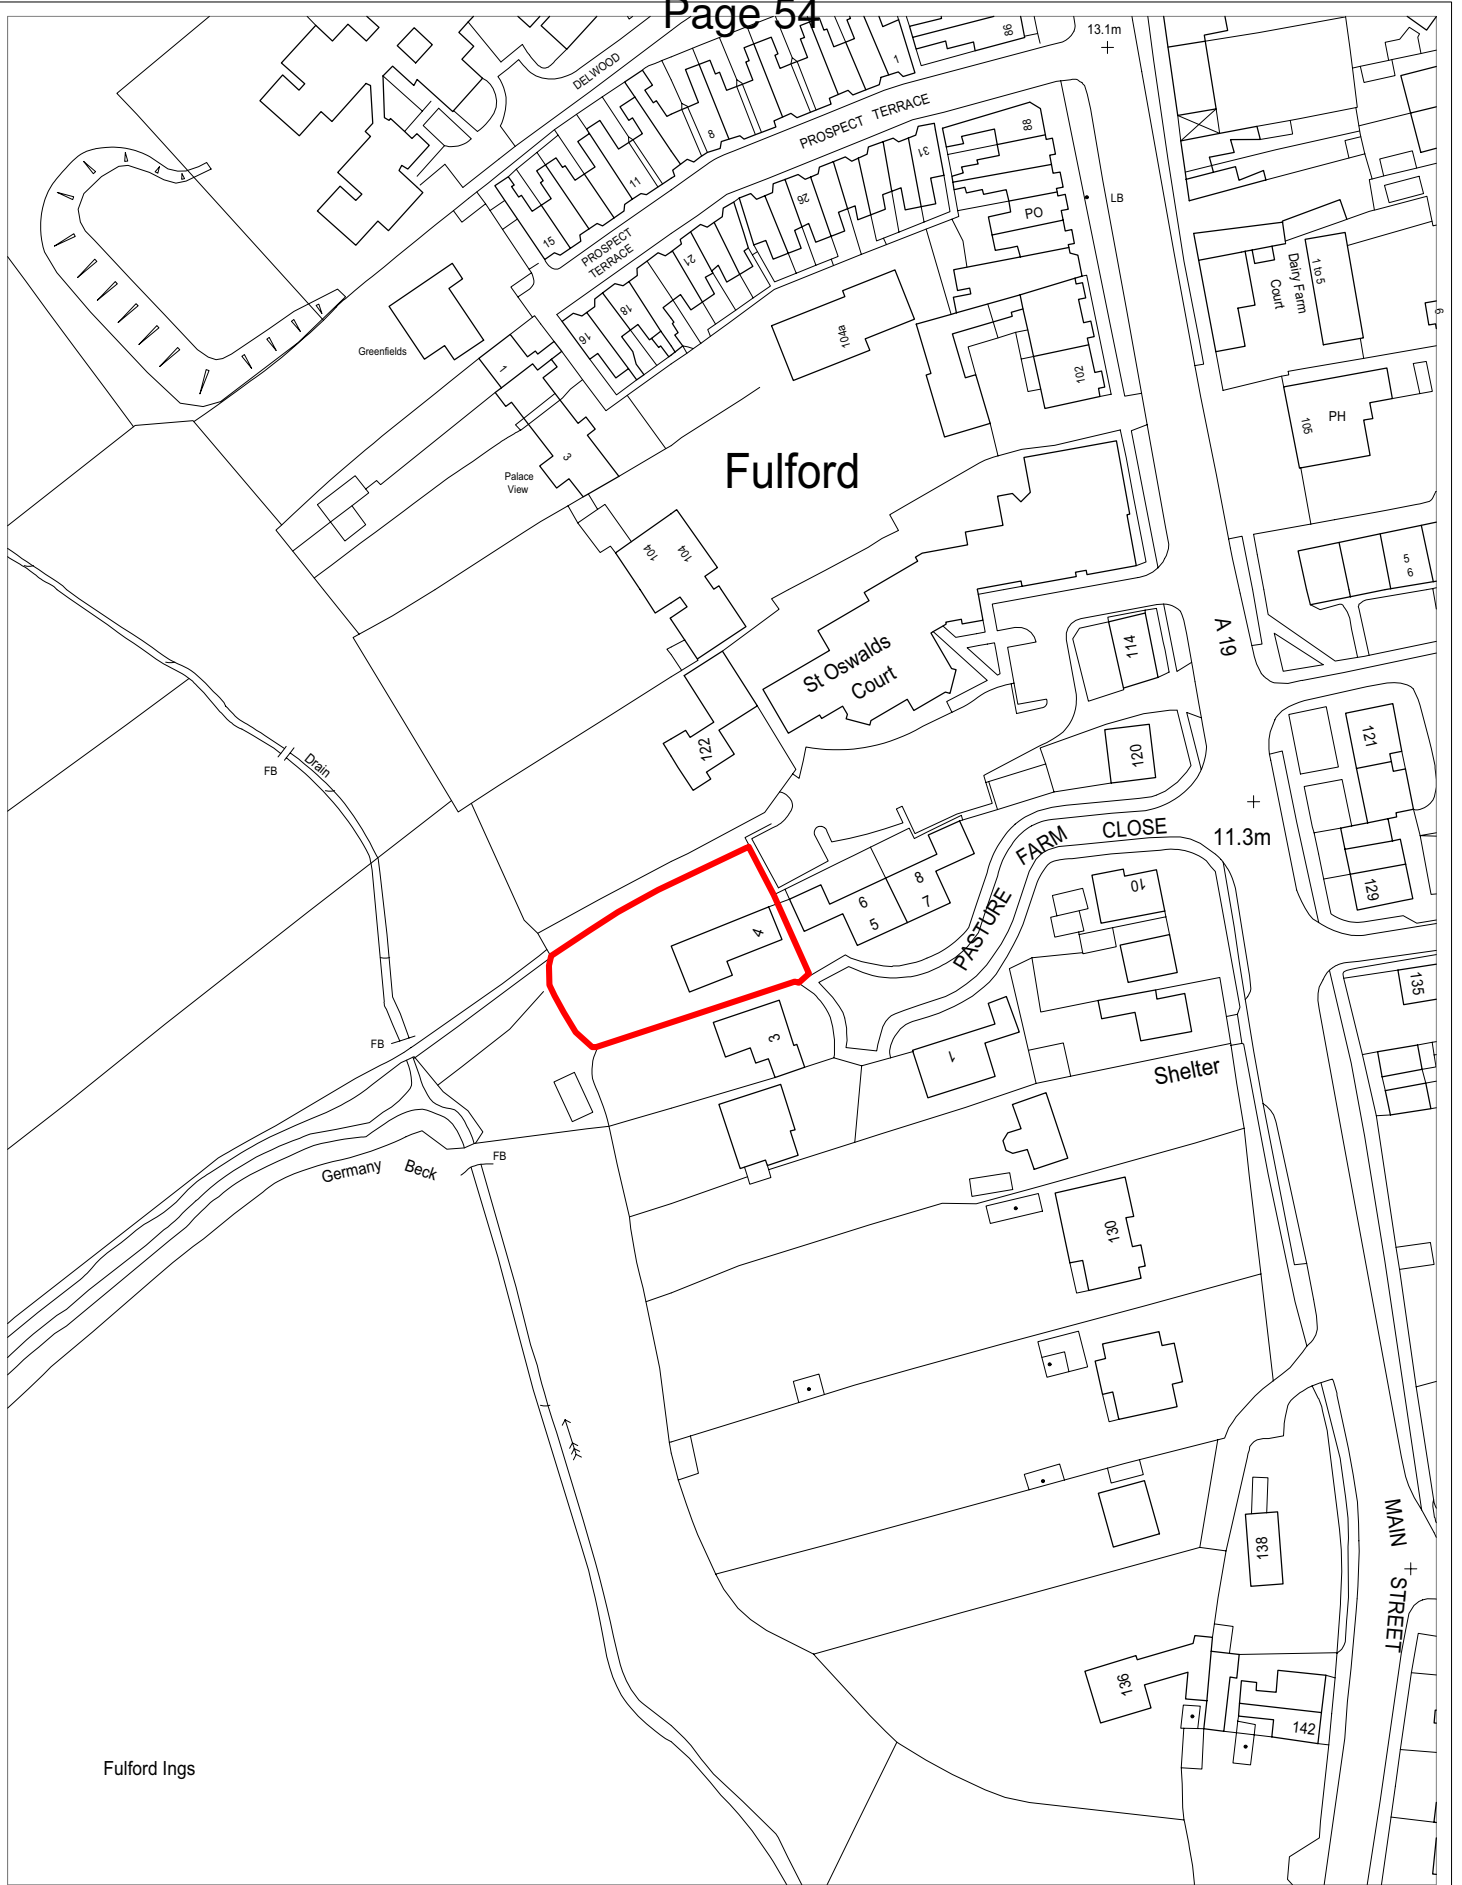 Page 54
13.1m
98
DELWOOD
1
PROSPECT TERRACE
8
88
31
11
26
LB
PO
15
PROSPECT
TERRACE
21
Dairy Farm
Court
1 to 5
18
6
16
104a
Greenfields
1
102
105
PH
Fulford
3
Palace
View
104
104
5
6
A 19
114
St Oswalds
Court
122
120
121
FB
Drain
CLOSE
FARM
11.3m
8
10
129
6
7
PASTURE
5
4
135
FB
3
1
Shelter
Germany Beck
FB
130
MAIN STREET
138
136
142
Fulford Ings